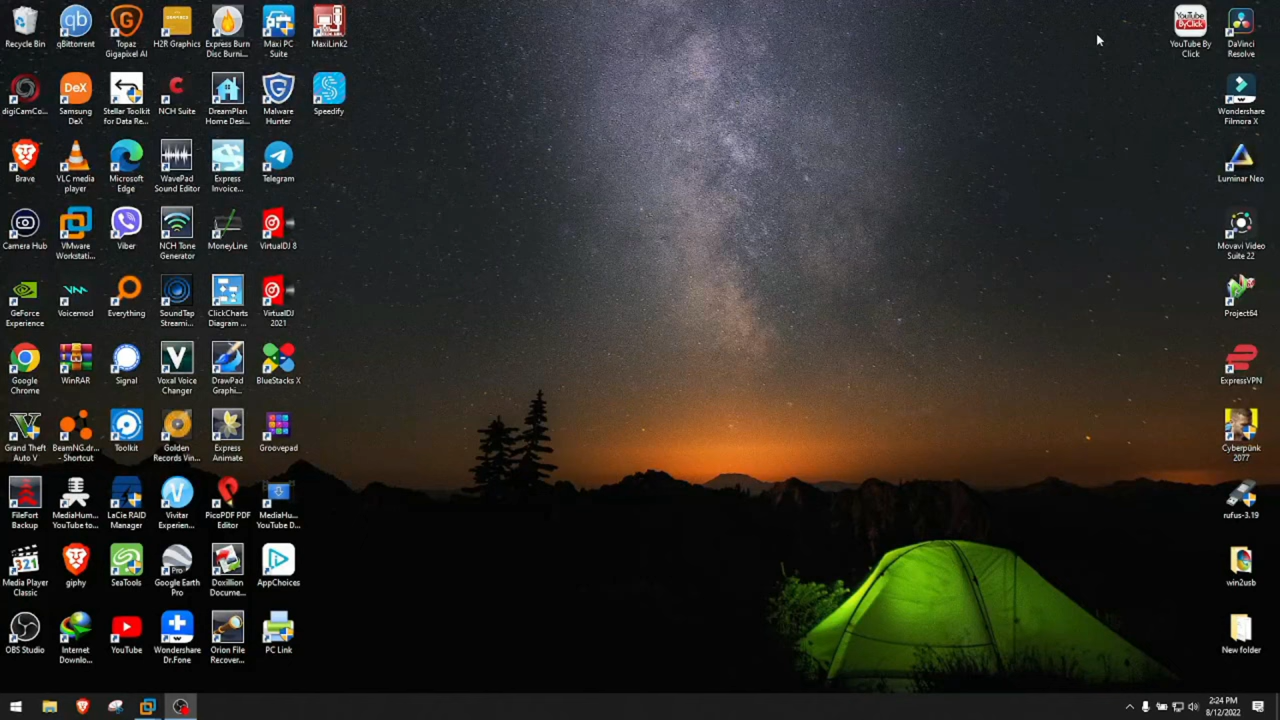 Recycle Bin
qBittorrent
Topaz
Gigapixel AI
H2R Graphics
Express Burn
Disc Burni...
Maxi PC
Suite
MaxiLink2
digiCamCo...
Samsung
DeX
Stellar Toolkit
for Data Re...
NCH Suite
DreamPlan
Home Desi...
Malware
Hunter
Speedify
Brave
VLC media
player
Microsoft
Edge
WavePad
Sound Editor
Express
Invoice...
Telegram
Camera Hub
VMware
Workstati...
Viber
NCH Tone
Generator
MoneyLine
VirtualDJ 8
GeForce
Experience
Voicemod
Everything
SoundTap
Streami...
ClickCharts
Diagram ...
VirtualDJ
2021
Google
Chrome
WinRAR
Signal
Voxal Voice
Changer
DrawPad
Graphi...
BlueStacks X
Grand Theft
Auto V
BeamNG.dr...
- Shortcut
Toolkit
Golden
Records Vin...
Express
Animate
Groovepad
FileFort
Backup
MediaHum...
YouTube to...
LaCie RAID
Manager
Vivitar
Experien...
PicoPDF PDF
Editor
MediaHu...
YouTube D...
321
Media Player
Classic
giphy
SeaTools
Pro
Google Earth
Pro
Doxillion
Docume...
AppChoices
OBS Studio
Internet
Downlo...
YouTube
Wondershare
Dr.Fone
Orion File
Recover...
PC Link
YouTube
ByClick
YouTube By
Click
DaVinci
Resolve
Wondershare
Filmora X
Luminar Neo
Movavi Video
Suite 22
Project64
ExpressVPN
Cyberpunk
2077
rufus-3.19
win2usb
New folder
2:24 PM
8/12/2022